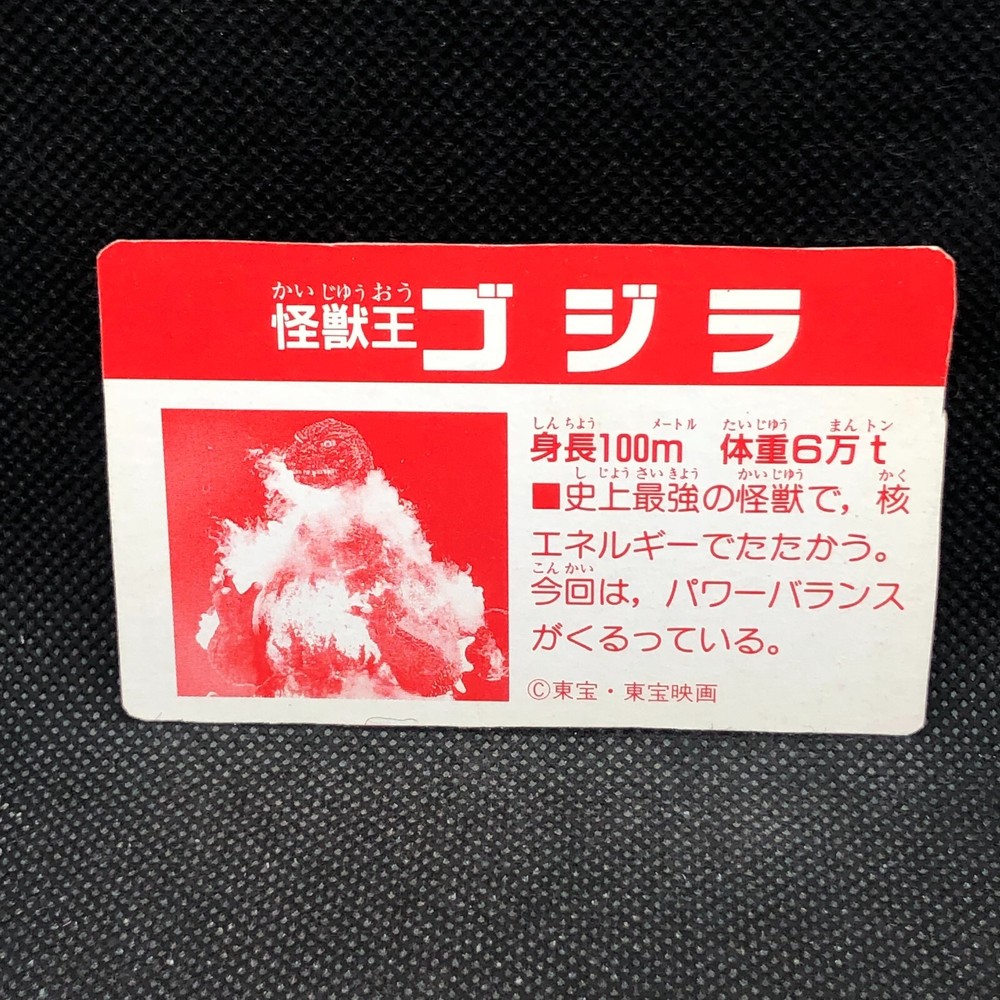 かいじゅうおう
怪獣王ゴジラ
しんちょう メートル たいじゅう まんトン
身長100m 体重6万t
しじょうさいきょう かいじゅう かく
■史上最強の怪獣で，核
エネルギーでたたかう。
こんかい
今回は，パワーバランス
がくるっている。
©東宝・東宝映画